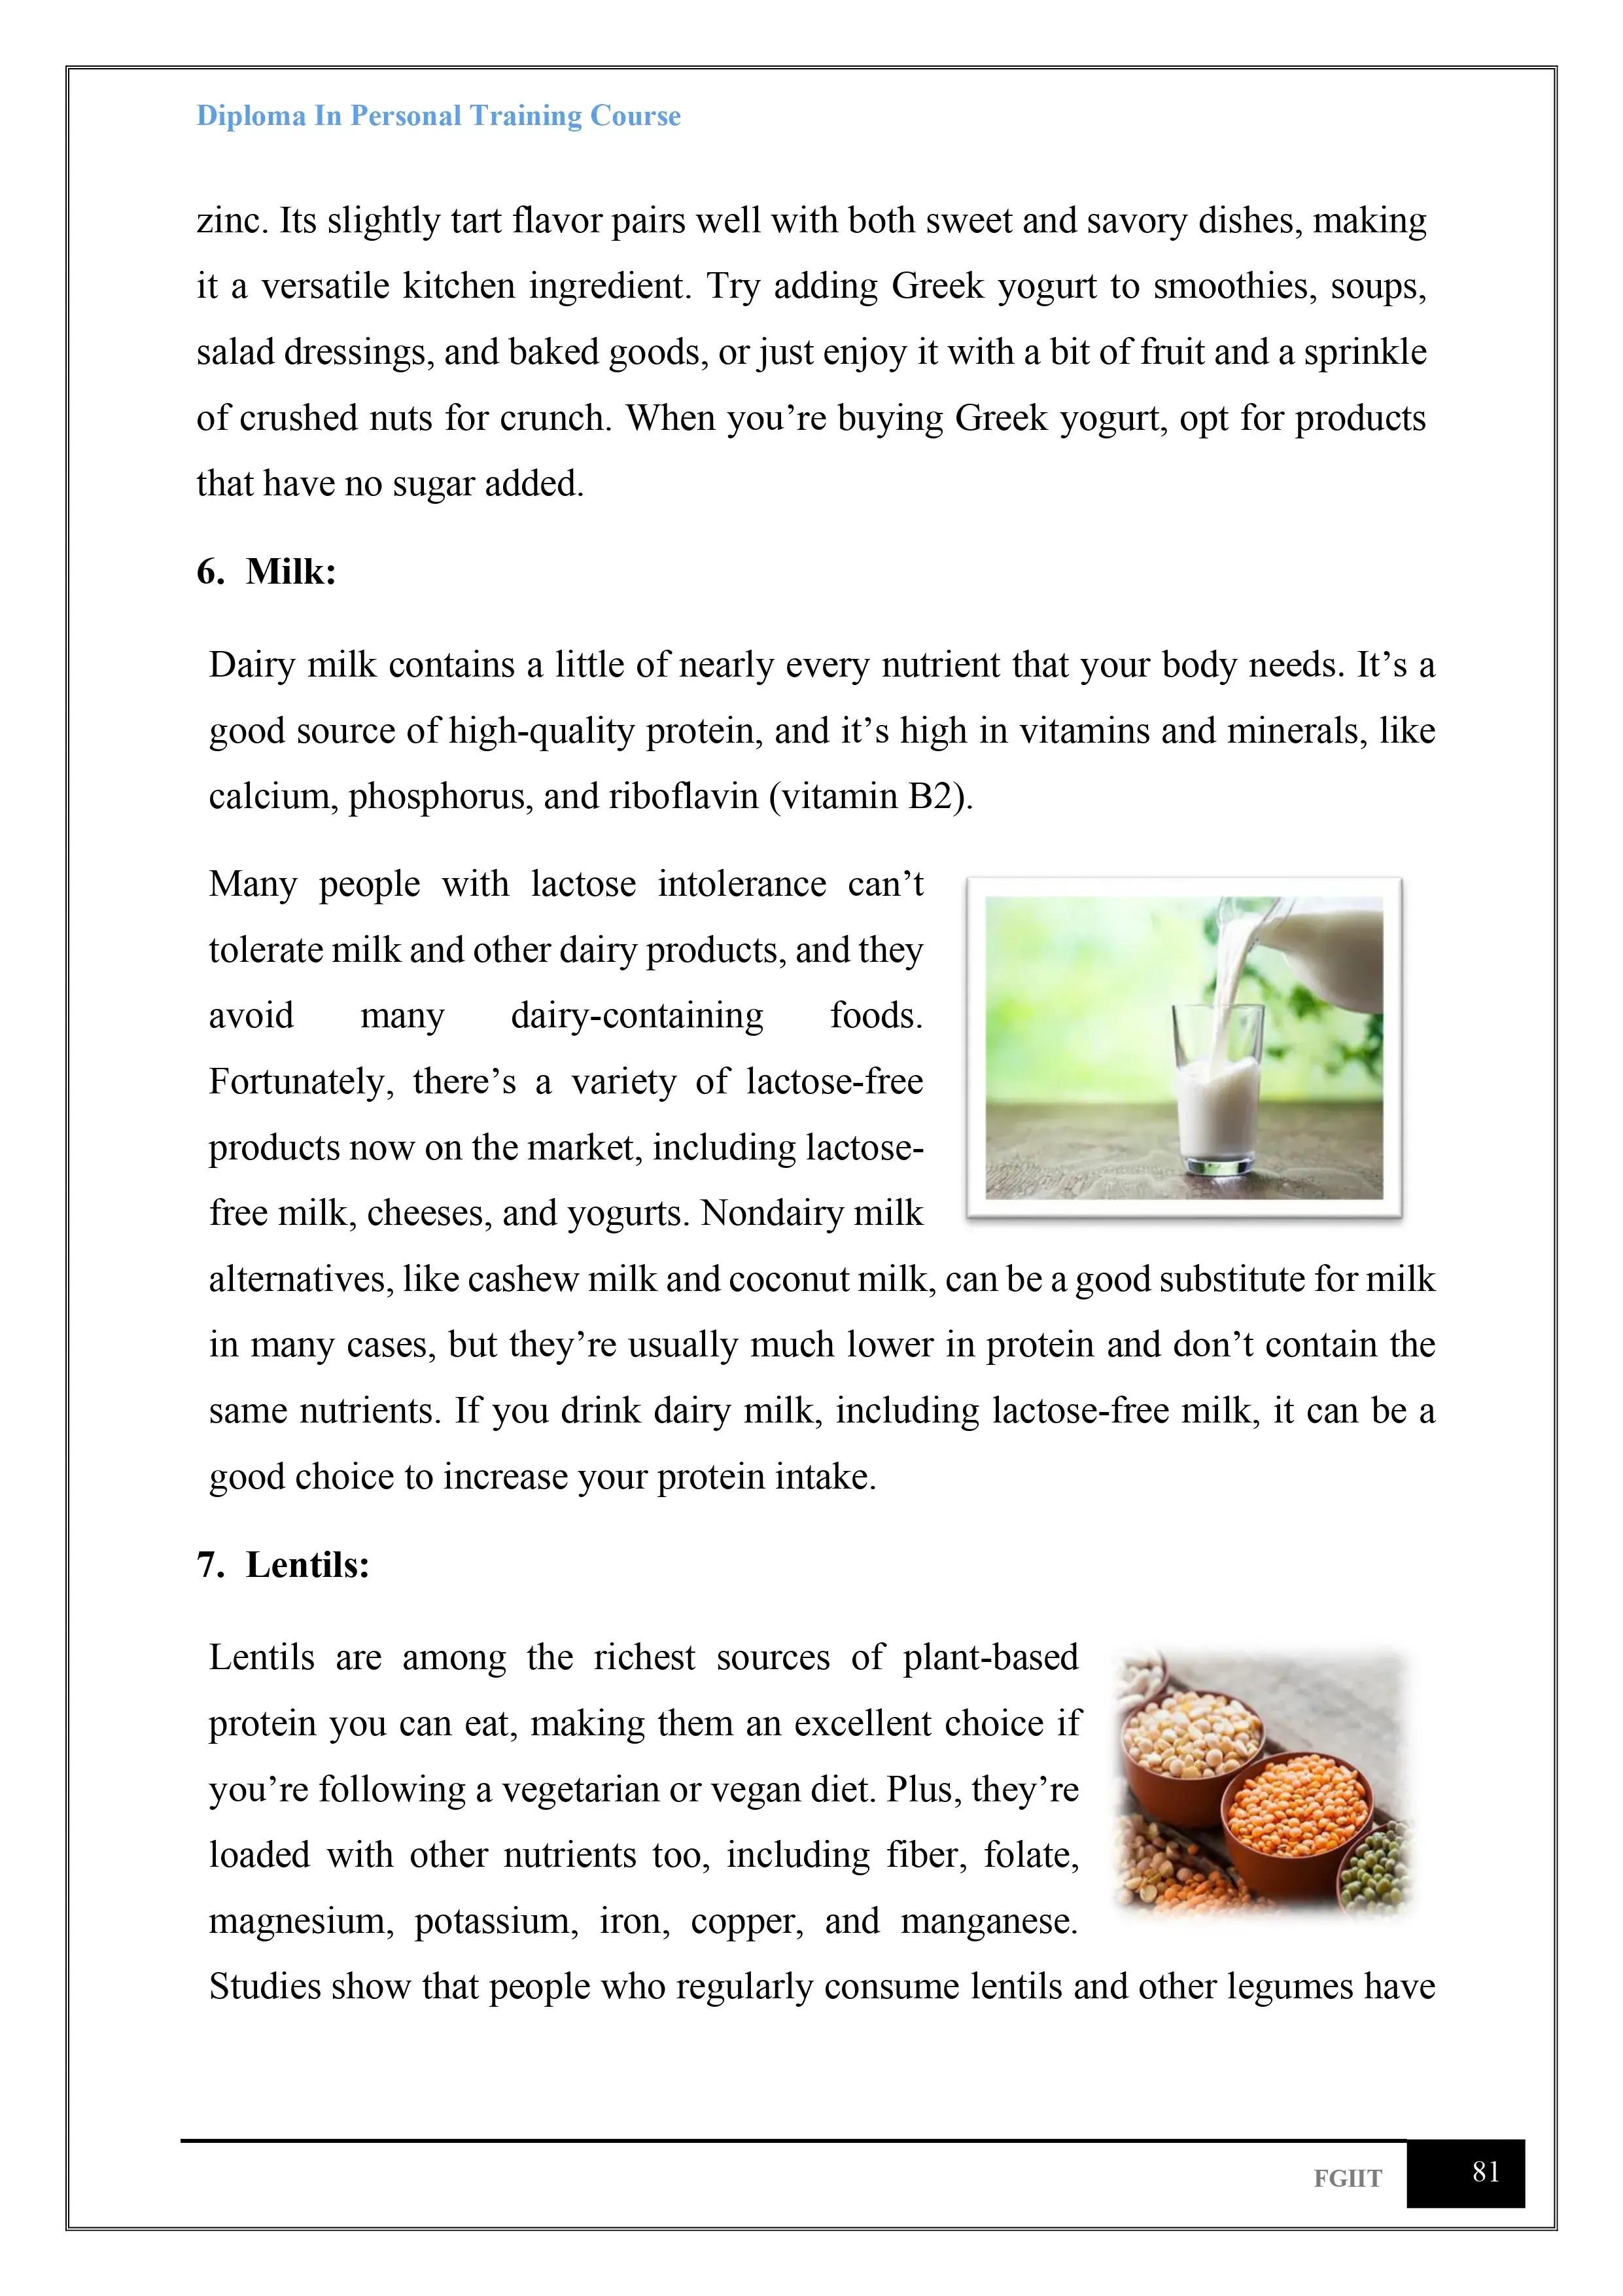 Diploma In Personal Training Course
zinc. Its slightly tart flavor pairs well with both sweet and savory dishes, making
it a versatile kitchen ingredient. Try adding Greek yogurt to smoothies, soups,
salad dressings, and baked goods, or just enjoy it with a bit of fruit and a sprinkle
of crushed nuts for crunch. When you’re buying Greek yogurt, opt for products
that have no sugar added.
6. Milk:
Dairy milk contains a little of nearly every nutrient that your body needs. It’s a
good source of high-quality protein, and it’s high in vitamins and minerals, like
calcium, phosphorus, and riboflavin (vitamin B2).
Many people with lactose intolerance can’t
tolerate milk and other dairy products, and they
avoid many dairy-containing foods.
Fortunately, there’s a variety of lactose-free
products now on the market, including lactose-
free milk, cheeses, and yogurts. Nondairy milk
alternatives, like cashew milk and coconut milk, can be a good substitute for milk
in many cases, but they’re usually much lower in protein and don’t contain the
same nutrients. If you drink dairy milk, including lactose-free milk, it can be a
good choice to increase your protein intake.
7. Lentils:
Lentils are among the richest sources of plant-based
protein you can eat, making them an excellent choice if
you’re following a vegetarian or vegan diet. Plus, they’re
loaded with other nutrients too, including fiber, folate,
magnesium, potassium, iron, copper, and manganese.
Studies show that people who regularly consume lentils and other legumes have
FGIIT 81